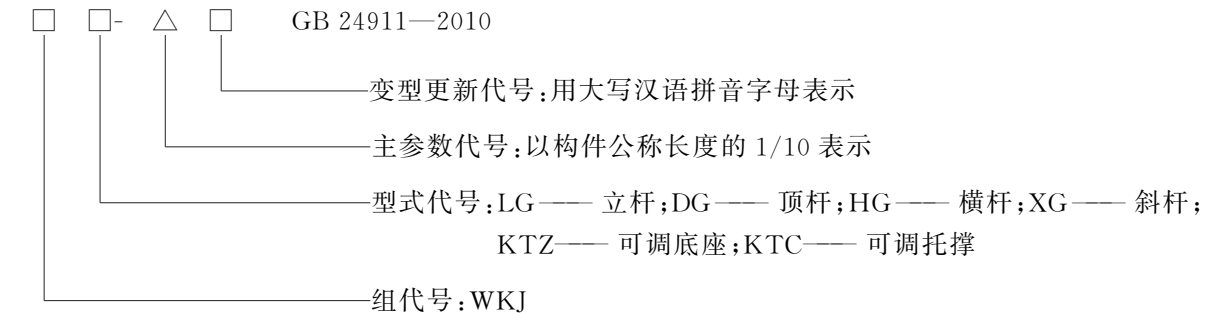 □ □- △ □ GB 24911—2010
变型更新代号:用大写汉语拼音字母表示
主参数代号:以构件公称长度的 1/10 表示
型式代号:LG—— 立杆;DG—— 顶杆;HG—— 横杆;XG—— 斜杆;
KTZ—— 可调底座;KTC—— 可调托撑
组代号:WKJ